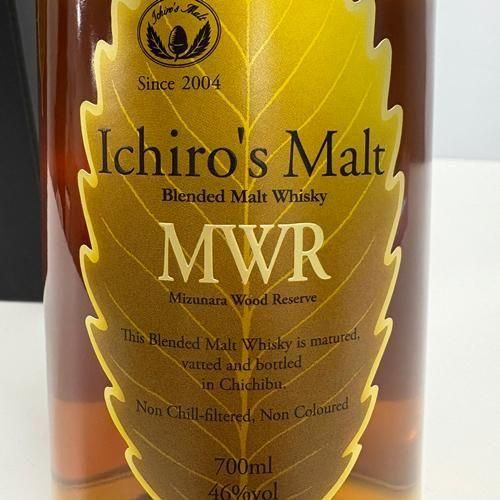 Ichiro's Malt
Since 2004
Ichiro's Malt
Blended Malt Whisky
MWR
Mizunara Wood Reserve
This Blended Malt Whisky is matured,
vatted and bottled
in Chichibu.
Non Chill-filtered, Non Coloured
700ml
46%vol